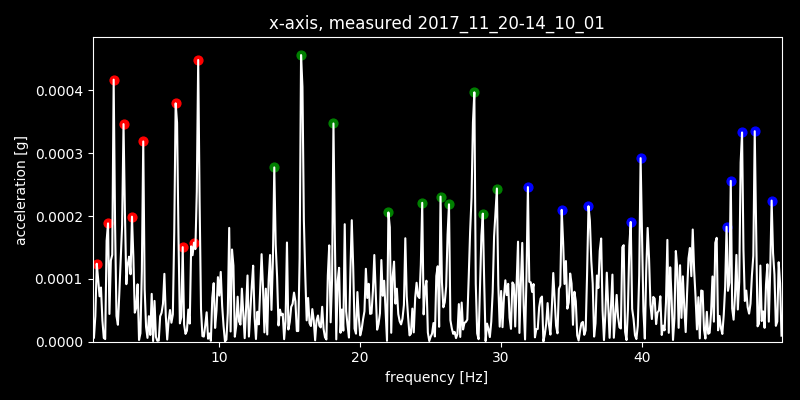 x-axis, measured 2017_11_20-14_10_01
0.0004
0.0003
0.0002
0.0001
0.0000
acceleration [g]
10 20 30 40
frequency [Hz]